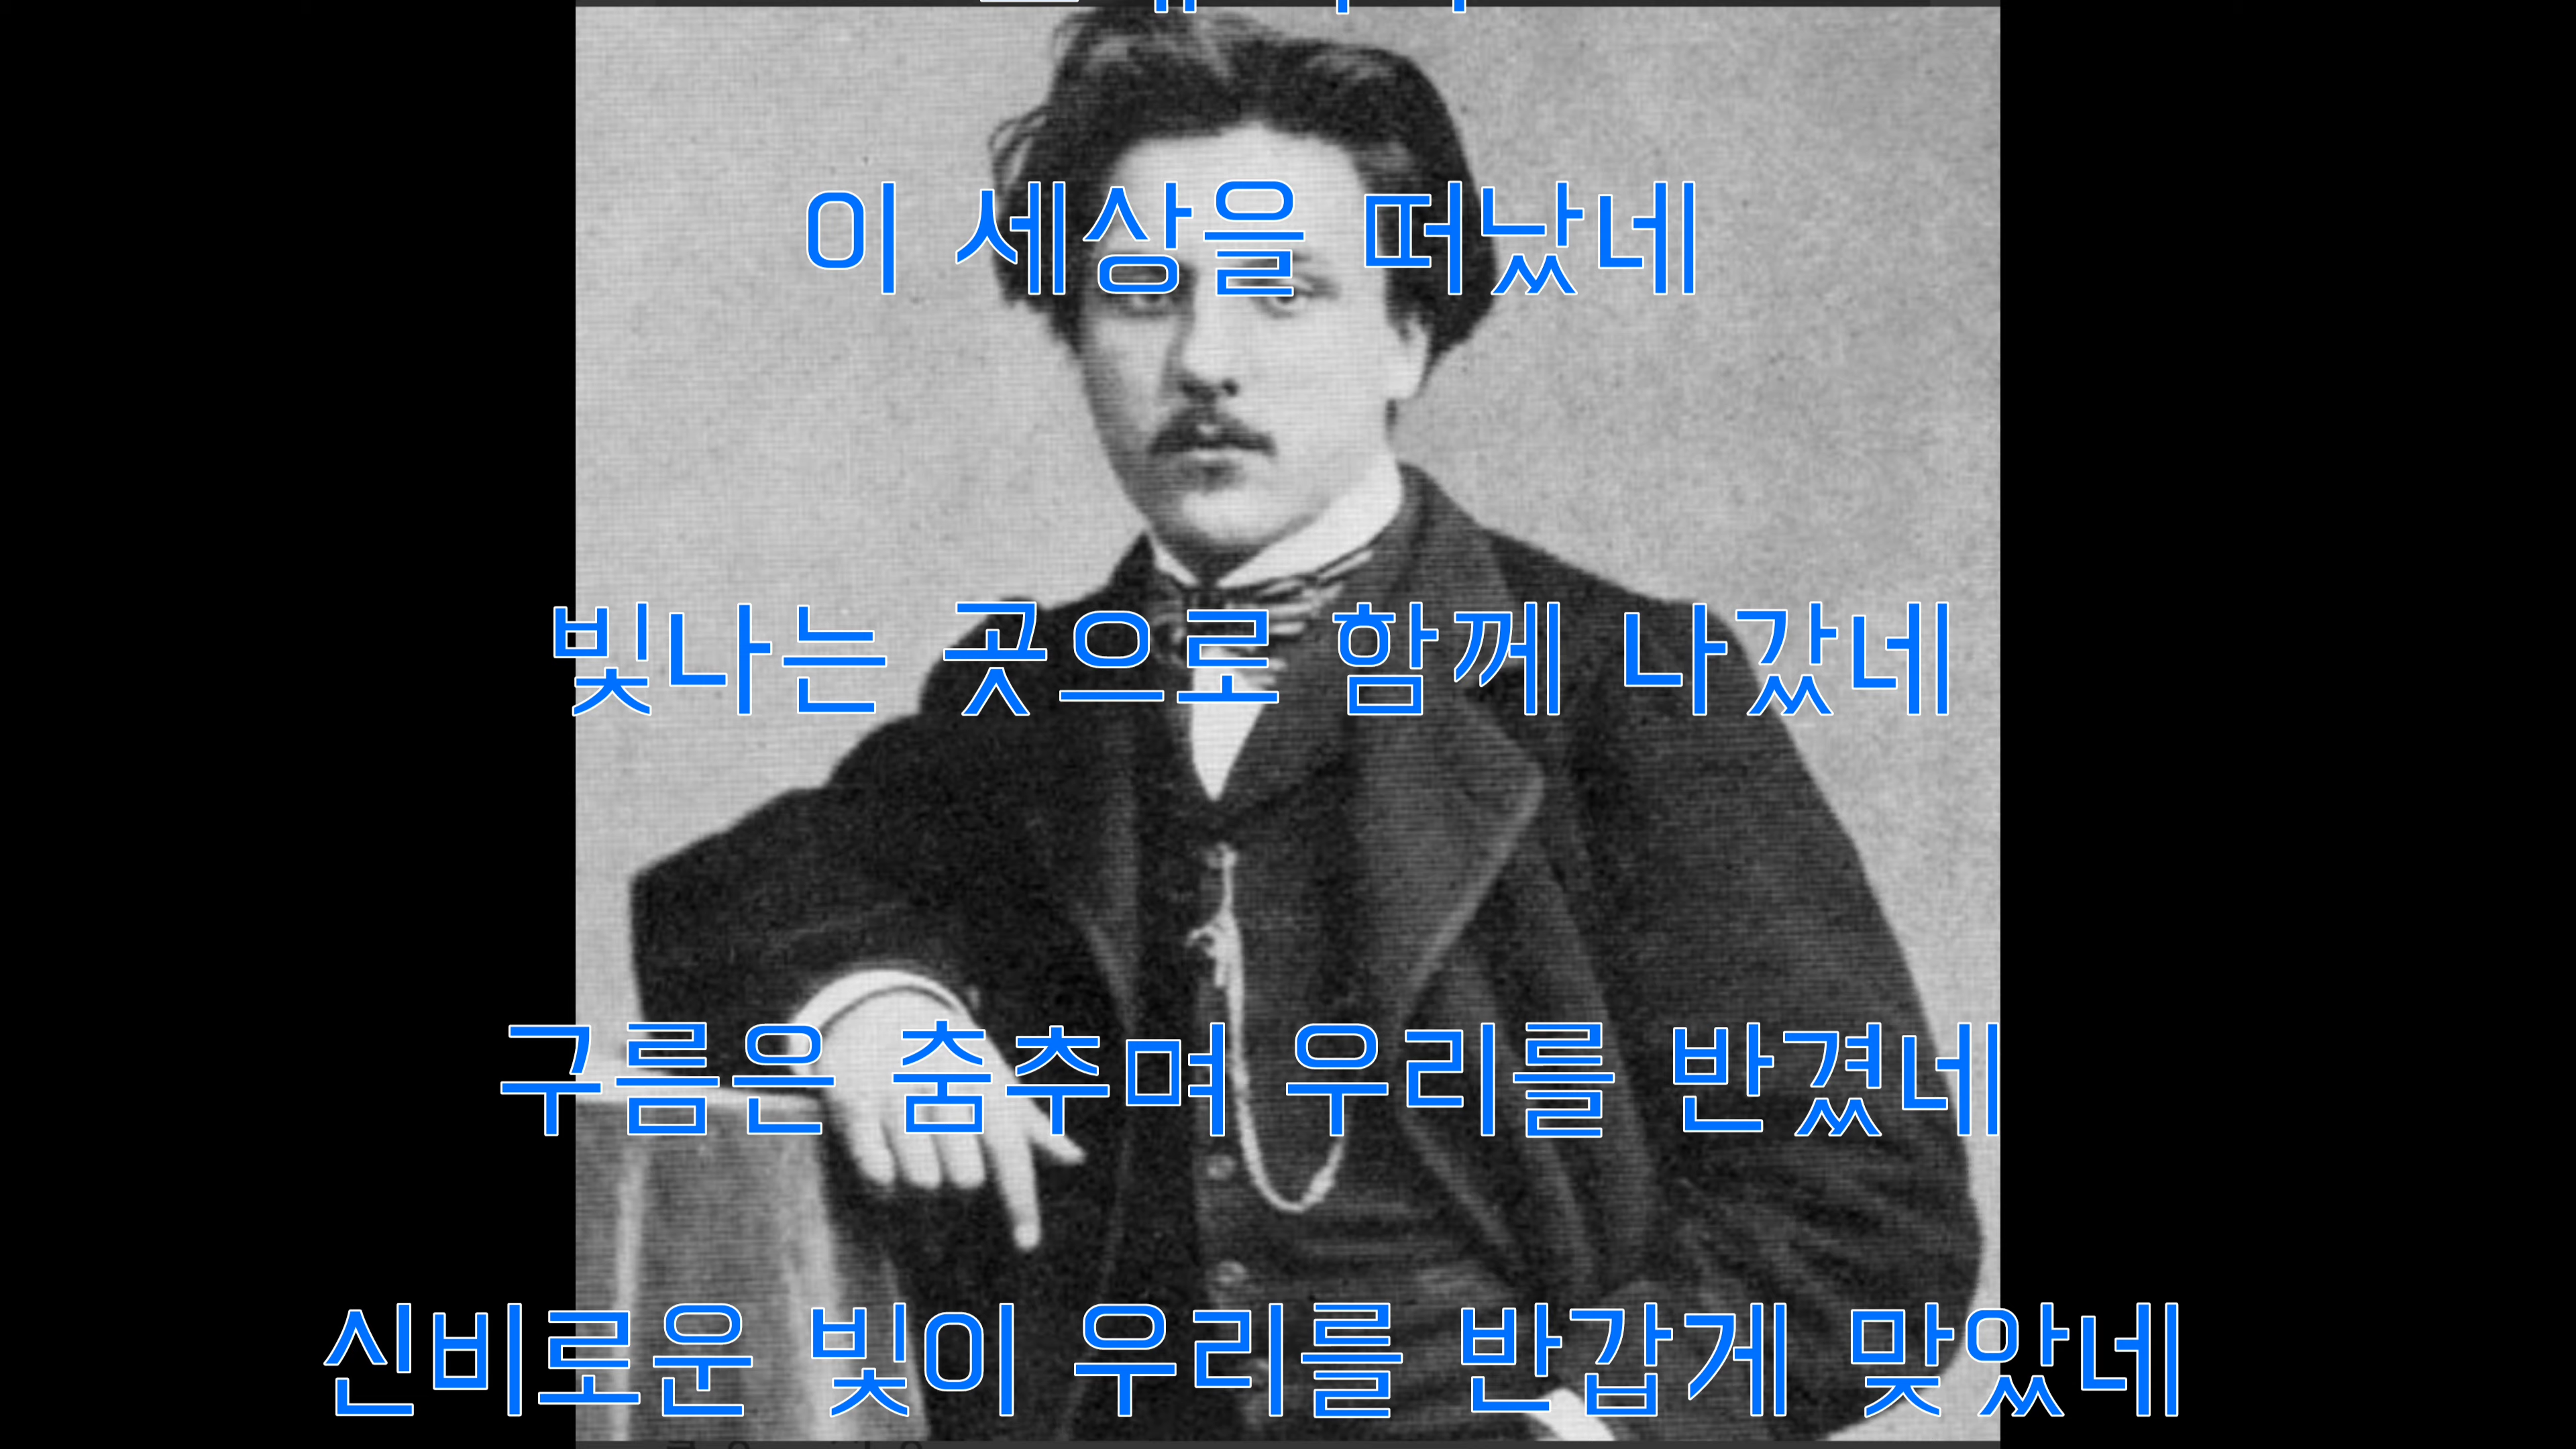 이 세상을 떠났네
빛나는 곳으로 함께 나갔네
구름은 춤추며 우리를 반겼네
신비로운 빛이 우리를 반갑게 맞았네